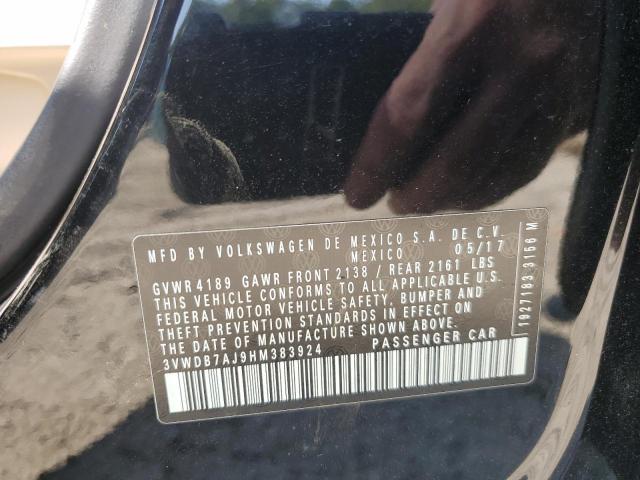 MFD BY VOLKSWAGEN DE MEXICO S.A. DE C.V.
MEXICO 05/17
GVWR 4189 GAWR FRONT 2138 / REAR 2161 LBS
THIS VEHICLE CONFORMS TO ALL APPLICABLE U.S.
FEDERAL MOTOR VEHICLE SAFETY, BUMPER AND
THEFT PREVENTION STANDARDS IN EFFECT ON
THE DATE OF MANUFACTURE SHOWN ABOVE.
3VWDB7AJ9HM383924 PASSENGER CAR
1927183.3156 M